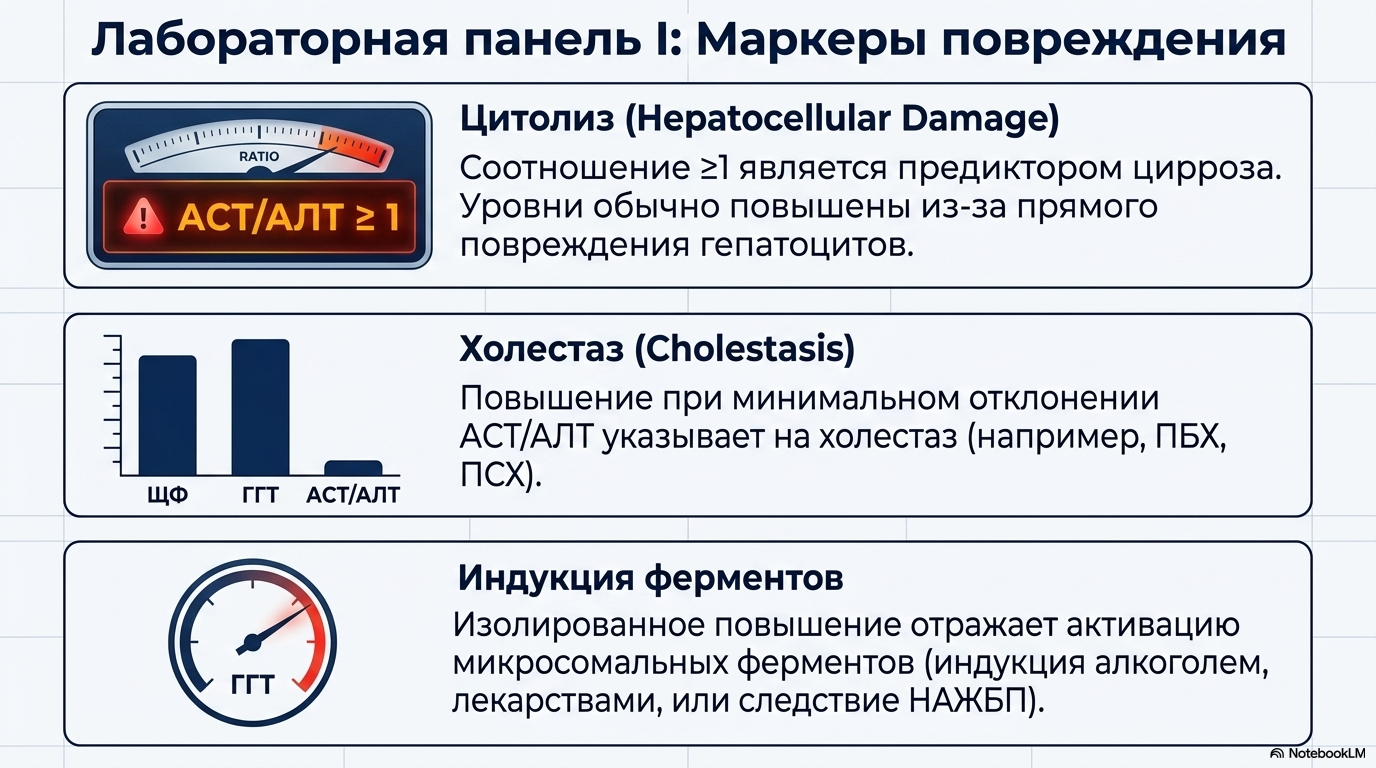 Лабораторная панель I: Маркеры повреждения
RATIO
! АСТ/АЛТ ≥ 1
Цитолиз (Hepatocellular Damage)
Соотношение ≥1 является предиктором цирроза.
Уровни обычно повышены из-за прямого
повреждения гепатоцитов.
ЩФ ГГТ АСТ/АЛТ
Холестаз (Cholestasis)
Повышение при минимальном отклонении
АСТ/АЛТ указывает на холестаз (например, ПБХ,
ПСХ).
ГГТ
Индукция ферментов
Изолированное повышение отражает активацию
микросомальных ферментов (индукция алкоголем,
лекарствами, или следствие НАЖБП).
NotebookLM